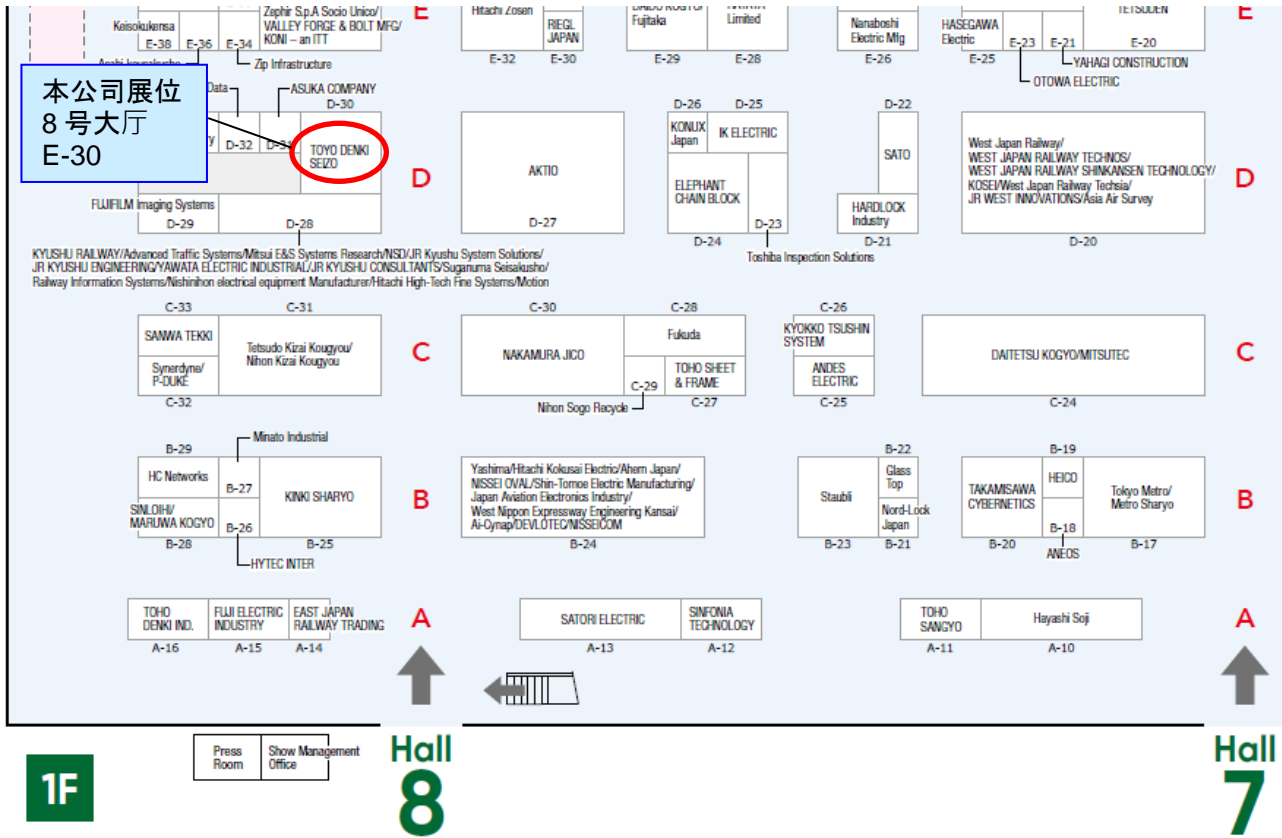 Zephir S.p.A Socio Unico/
VALLEY FORGE & BOLT MFG/
KONI – an ITT
Keisokukensa
E-38
E-36
E-34
Zip Infrastructure
Hitachi Zosen
RIEGL
JAPAN
E-32
E-30
Fujitaka
Limited
E-29
E-28
Nanaboshi
Electric Mfg
E-26
HASEGAWA
Electric
E-25
E-23
E-21
TETSUDEN
E-20
YAHAGI CONSTRUCTION
OTOWA ELECTRIC
E
E
本公司展位
8 号大厅
E-30
Data
ASUKA COMPANY
D-30
D-32
D-31
TOYO DENKI
SEIZO
FUJIFILM Imaging Systems
D-29
D-28
KYUSHU RAILWAY/Advanced Traffic Systems/Mitsui E&S Systems Research/NSD/JR Kyushu System Solutions/
JR KYUSHU ENGINEERING/YAWATA ELECTRIC INDUSTRIAL/JR KYUSHU CONSULTANTS/Suganuma Seisakusho/
Railway Information Systems/Nishinihon electrical equipment Manufacturer/Hitachi High-Tech Fine Systems/Motion
D
AKTIO
D-27
D-26
D-25
KONUX
Japan
IK ELECTRIC
ELEPHANT
CHAIN BLOCK
D-23
D-24
Toshiba Inspection Solutions
D-22
SATO
HARDLOCK
Industry
D-21
West Japan Railway/
WEST JAPAN RAILWAY TECHNOS/
WEST JAPAN RAILWAY SHINKANSEN TECHNOLOGY/
KOSEI/West Japan Railway Techsia/
JR WEST INNOVATIONS/Asia Air Survey
D-20
D
C-33
C-31
SANWA TEKKI
Tetsudo Kizai Kougyou/
Nihon Kizai Kougyou
Synerdyne/
P-DUKE
C-32
C
C-30
C-28
NAKAMURA JICO
Fukuda
C-29
TOHO SHEET
& FRAME
Nihon Sogo Recycle
C-27
C-26
KYOKKO TSUSHIN
SYSTEM
ANDES
ELECTRIC
C-25
DAITETSU KOGYO/MITSUTEC
C-24
C
B-29
Minato Industrial
HC Networks
B-27
KINKI SHARYO
SINLOIHI/
MARUWA KOGYO
B-26
B-28
B-25
HYTEC INTER
B
Yashima/Hitachi Kokusai Electric/Ahern Japan/
NISSEI OVAL/Shin-Tomoe Electric Manufacturing/
Japan Aviation Electronics Industry/
West Nippon Expressway Engineering Kansai/
Ai-Cynap/DEVLOTEC/NISSEICOM
B-24
B-22
Staubli
Glass
Top
Nord-Lock
Japan
B-23
B-21
B-19
TAKAMISAWA
CYBERNETICS
HEICO
B-18
Tokyo Metro/
Metro Sharyo
B-20
ANEOS
B-17
B
TOHO
DENKI IND.
FUJI ELECTRIC
INDUSTRY
EAST JAPAN
RAILWAY TRADING
A-16
A-15
A-14
A
SATORI ELECTRIC
SINFONIA
TECHNOLOGY
A-13
A-12
TOHO
SANGYO
Hayashi Soji
A-11
A-10
A
1F
Press
Room
Show Management
Office
Hall
8
Hall
7